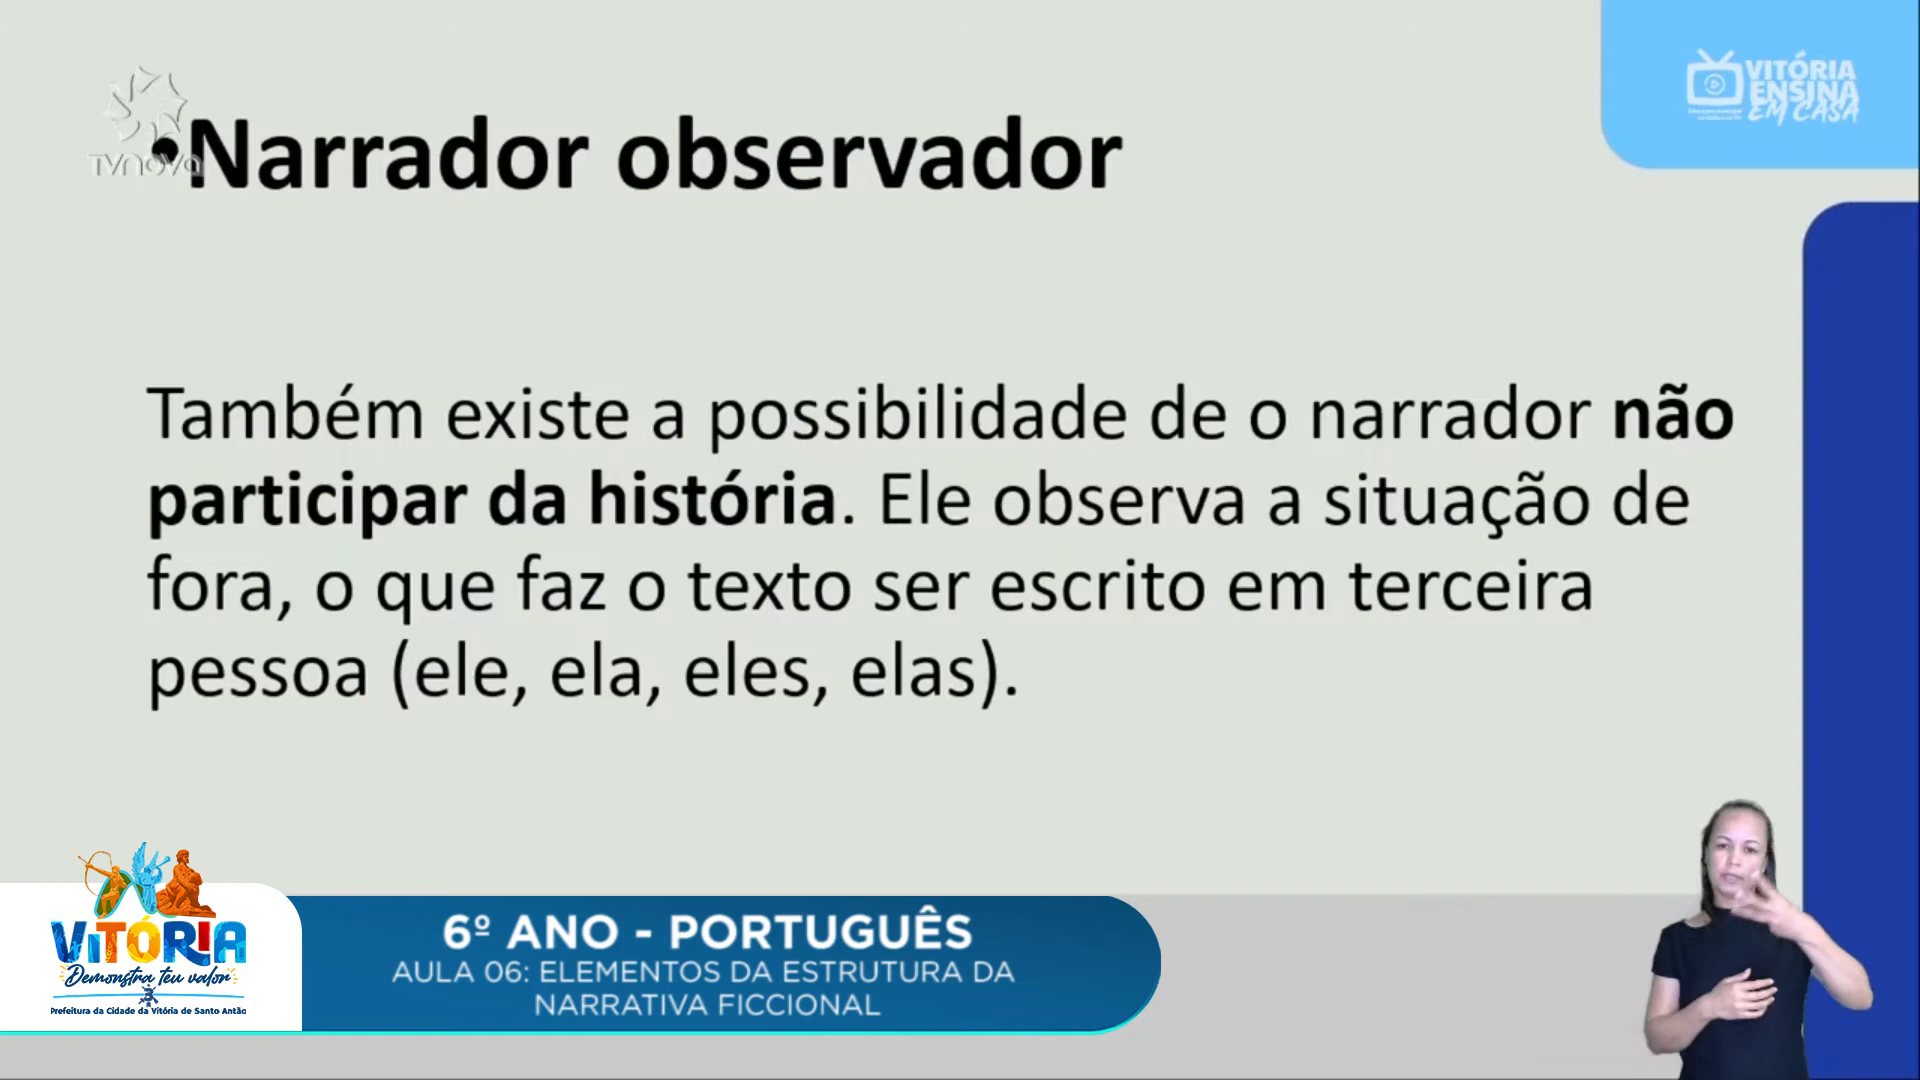 TVnova
•Narrador observador
VITÓRIA
ENSINA
EM CASA
Também existe a possibilidade de o narrador não
participar da história. Ele observa a situação de
fora, o que faz o texto ser escrito em terceira
pessoa (ele, ela, eles, elas).
VITÓRIA
Demonstra teu valor
Prefeitura da Cidade da Vitória de Santo Antão
6º ANO - PORTUGUÊS
AULA 06: ELEMENTOS DA ESTRUTURA DA
NARRATIVA FICCIONAL